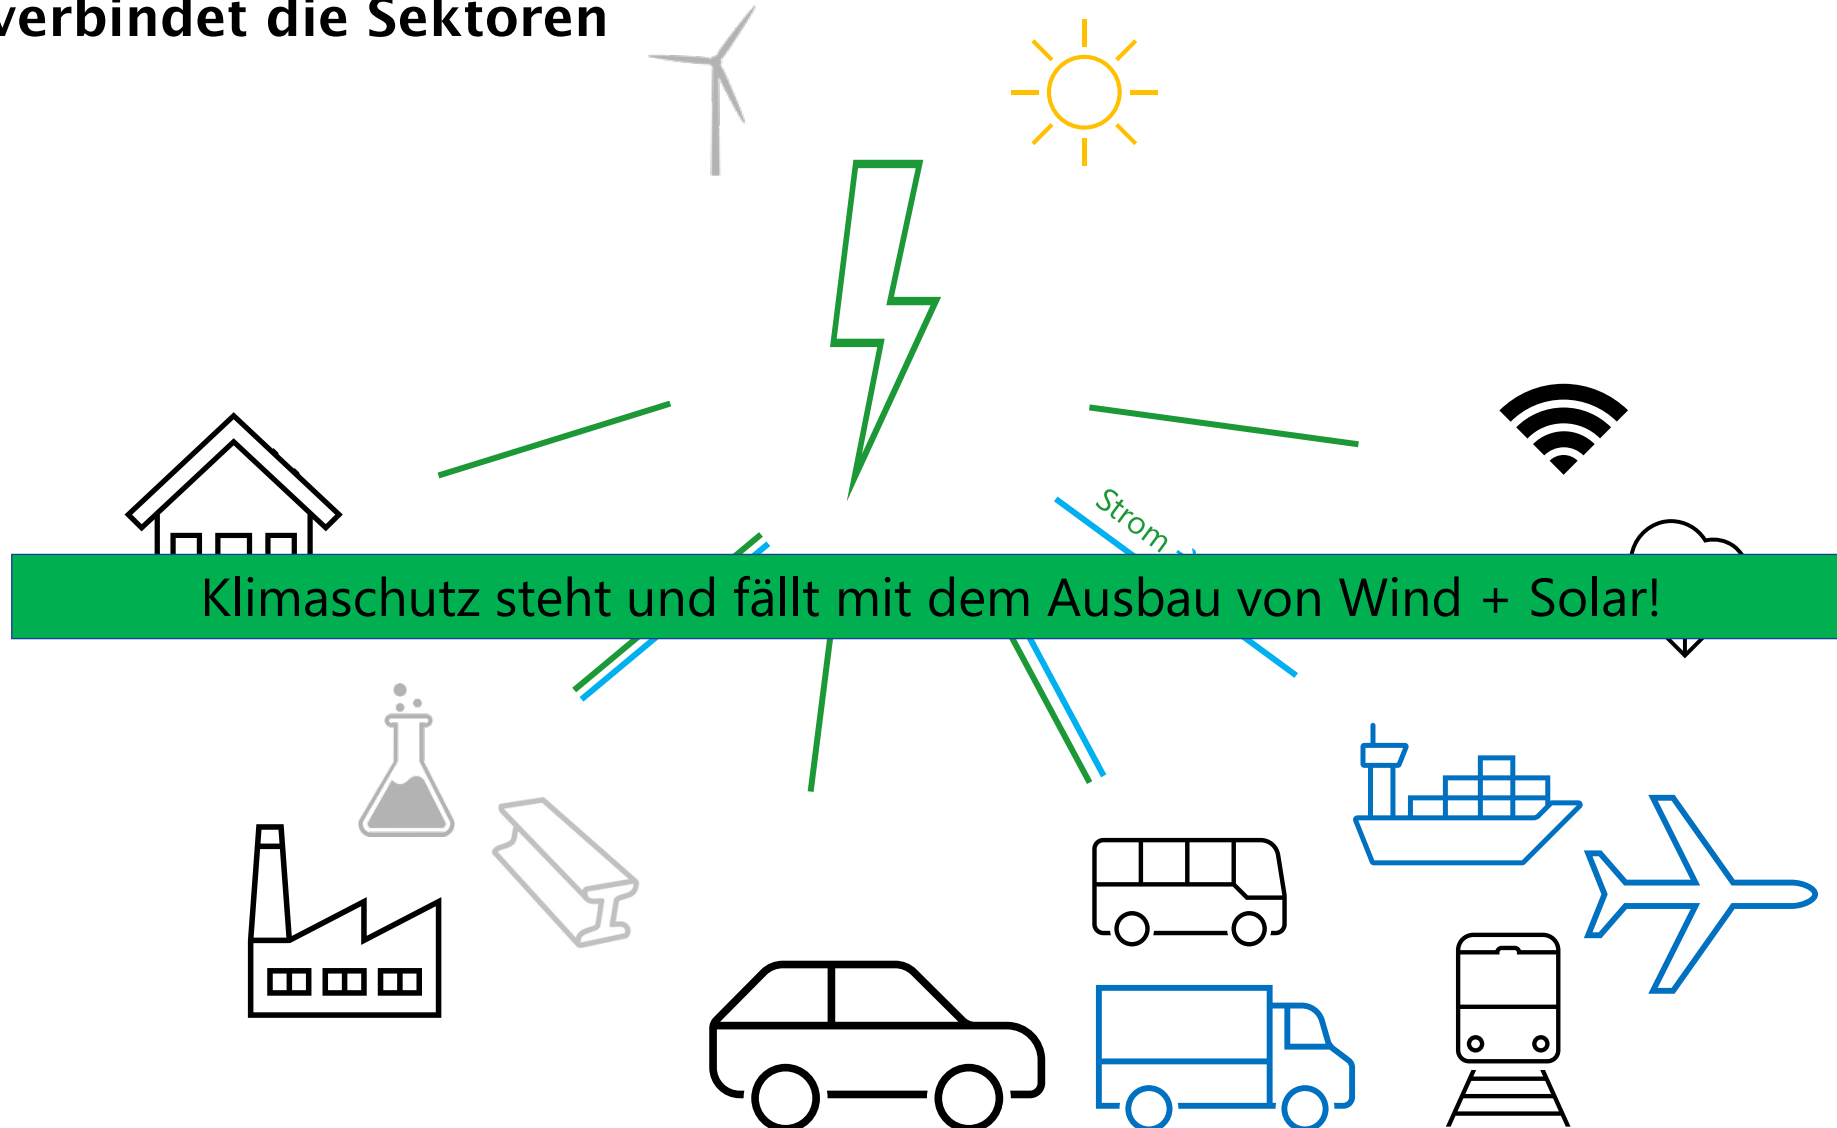 verbindet die Sektoren
Strom
Klimaschutz steht und fällt mit dem Ausbau von Wind + Solar!